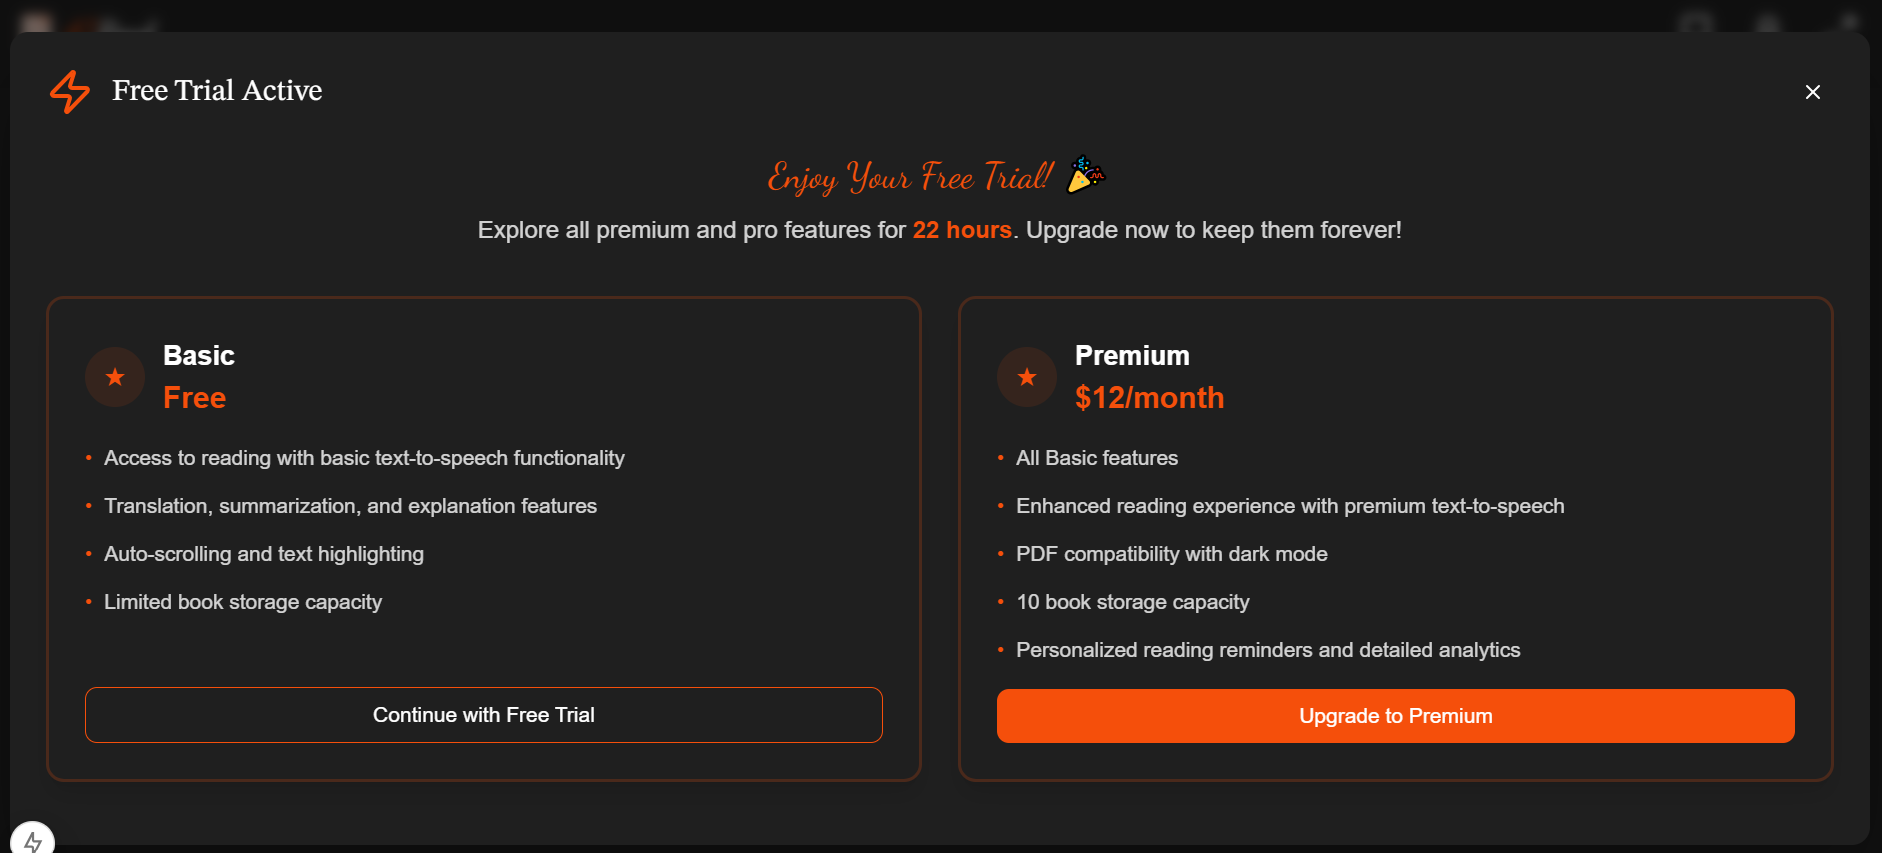 Free Trial Active
Enjoy Your Free Trial! 🎉
Explore all premium and pro features for 22 hours. Upgrade now to keep them forever!
Basic
Free
• Access to reading with basic text-to-speech functionality
• Translation, summarization, and explanation features
• Auto-scrolling and text highlighting
• Limited book storage capacity
Continue with Free Trial
Premium
$12/month
• All Basic features
• Enhanced reading experience with premium text-to-speech
• PDF compatibility with dark mode
• 10 book storage capacity
• Personalized reading reminders and detailed analytics
Upgrade to Premium